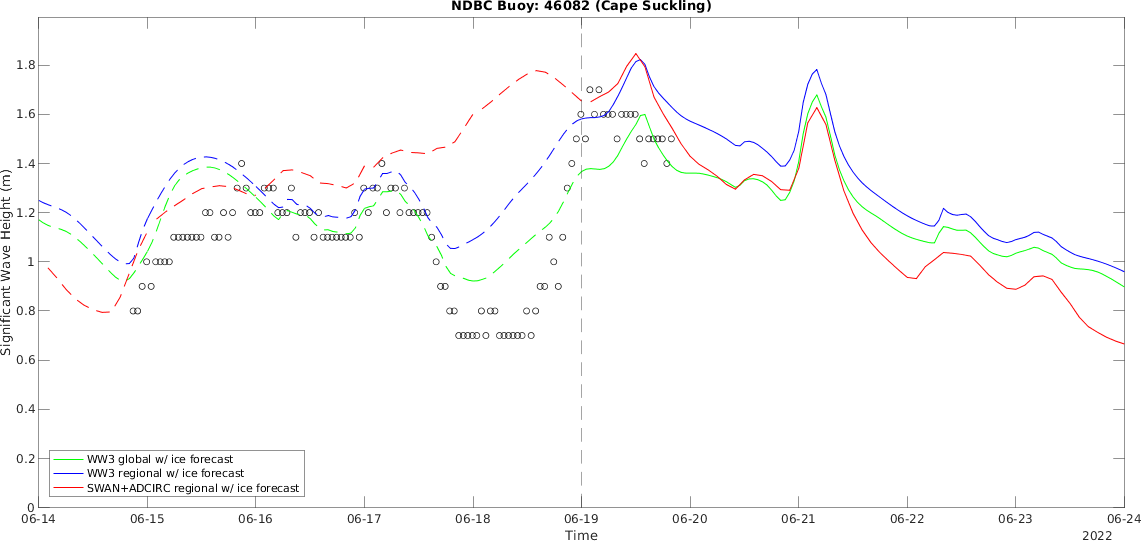 NDBC Buoy: 46082 (Cape Suckling)
Significant Wave Height (m)
1.8
1.6
1.4
1.2
1
0.8
0.6
0.4
0.2
0
WW3 global w/ ice forecast
WW3 regional w/ ice forecast
SWAN+ADCIRC regional w/ ice forecast
06-14 06-15 06-16 06-17 06-18 06-19 06-20 06-21 06-22 06-23 06-24
Time
2022